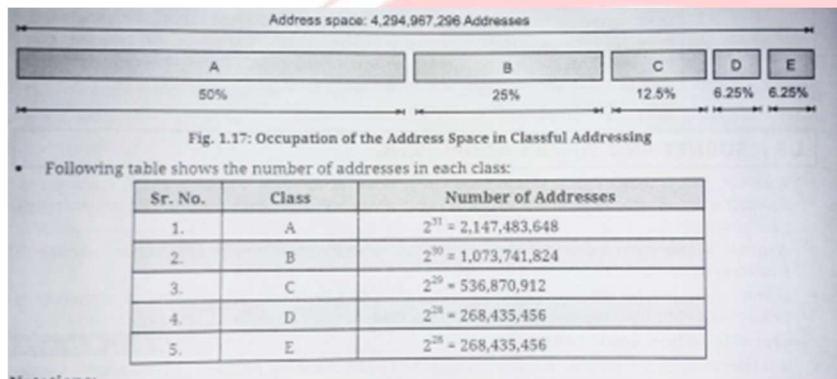 Address space: 4,294,967,296 Addresses
A B C D E
50% 25% 12.5% 6.25% 6.25%
Fig. 1.17: Occupation of the Address Space in Classful Addressing
• Following table shows the number of addresses in each class:
Sr. No. Class Number of Addresses
1. A 2³¹ = 2,147,483,648
2. B 2³⁰ = 1,073,741,824
3. C 2²⁹ = 536,870,912
4. D 2²⁸ = 268,435,456
5. E 2²⁸ = 268,435,456